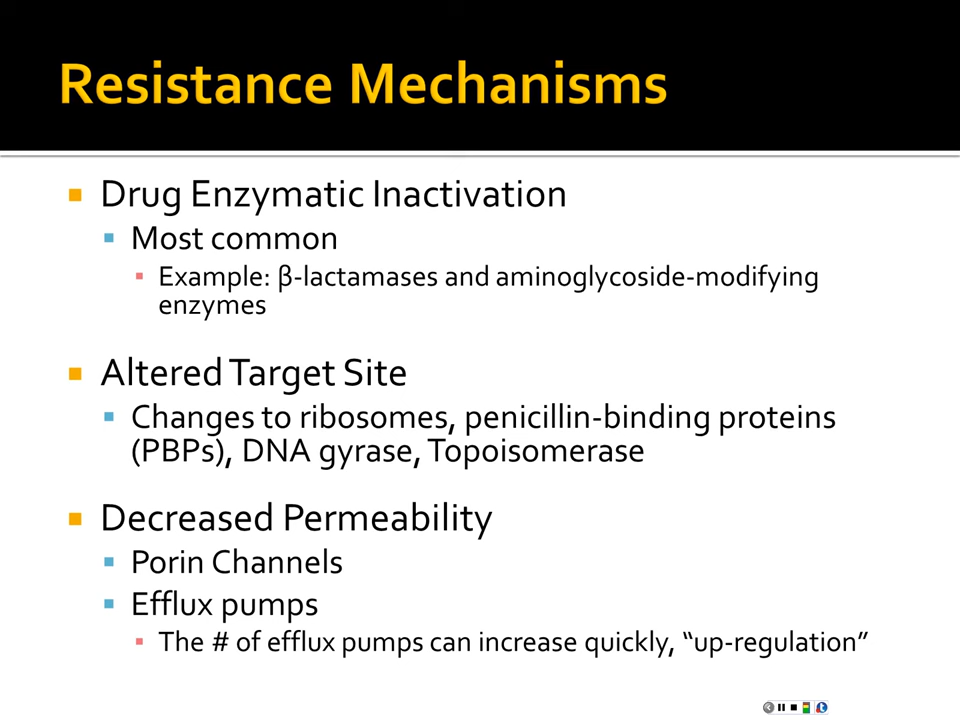 Resistance Mechanisms
Drug Enzymatic Inactivation
Most common
Example: β-lactamases and aminoglycoside-modifying
enzymes
Altered Target Site
Changes to ribosomes, penicillin-binding proteins
(PBPs), DNA gyrase, Topoisomerase
Decreased Permeability
Porin Channels
Efflux pumps
The # of efflux pumps can increase quickly, “up-regulation”